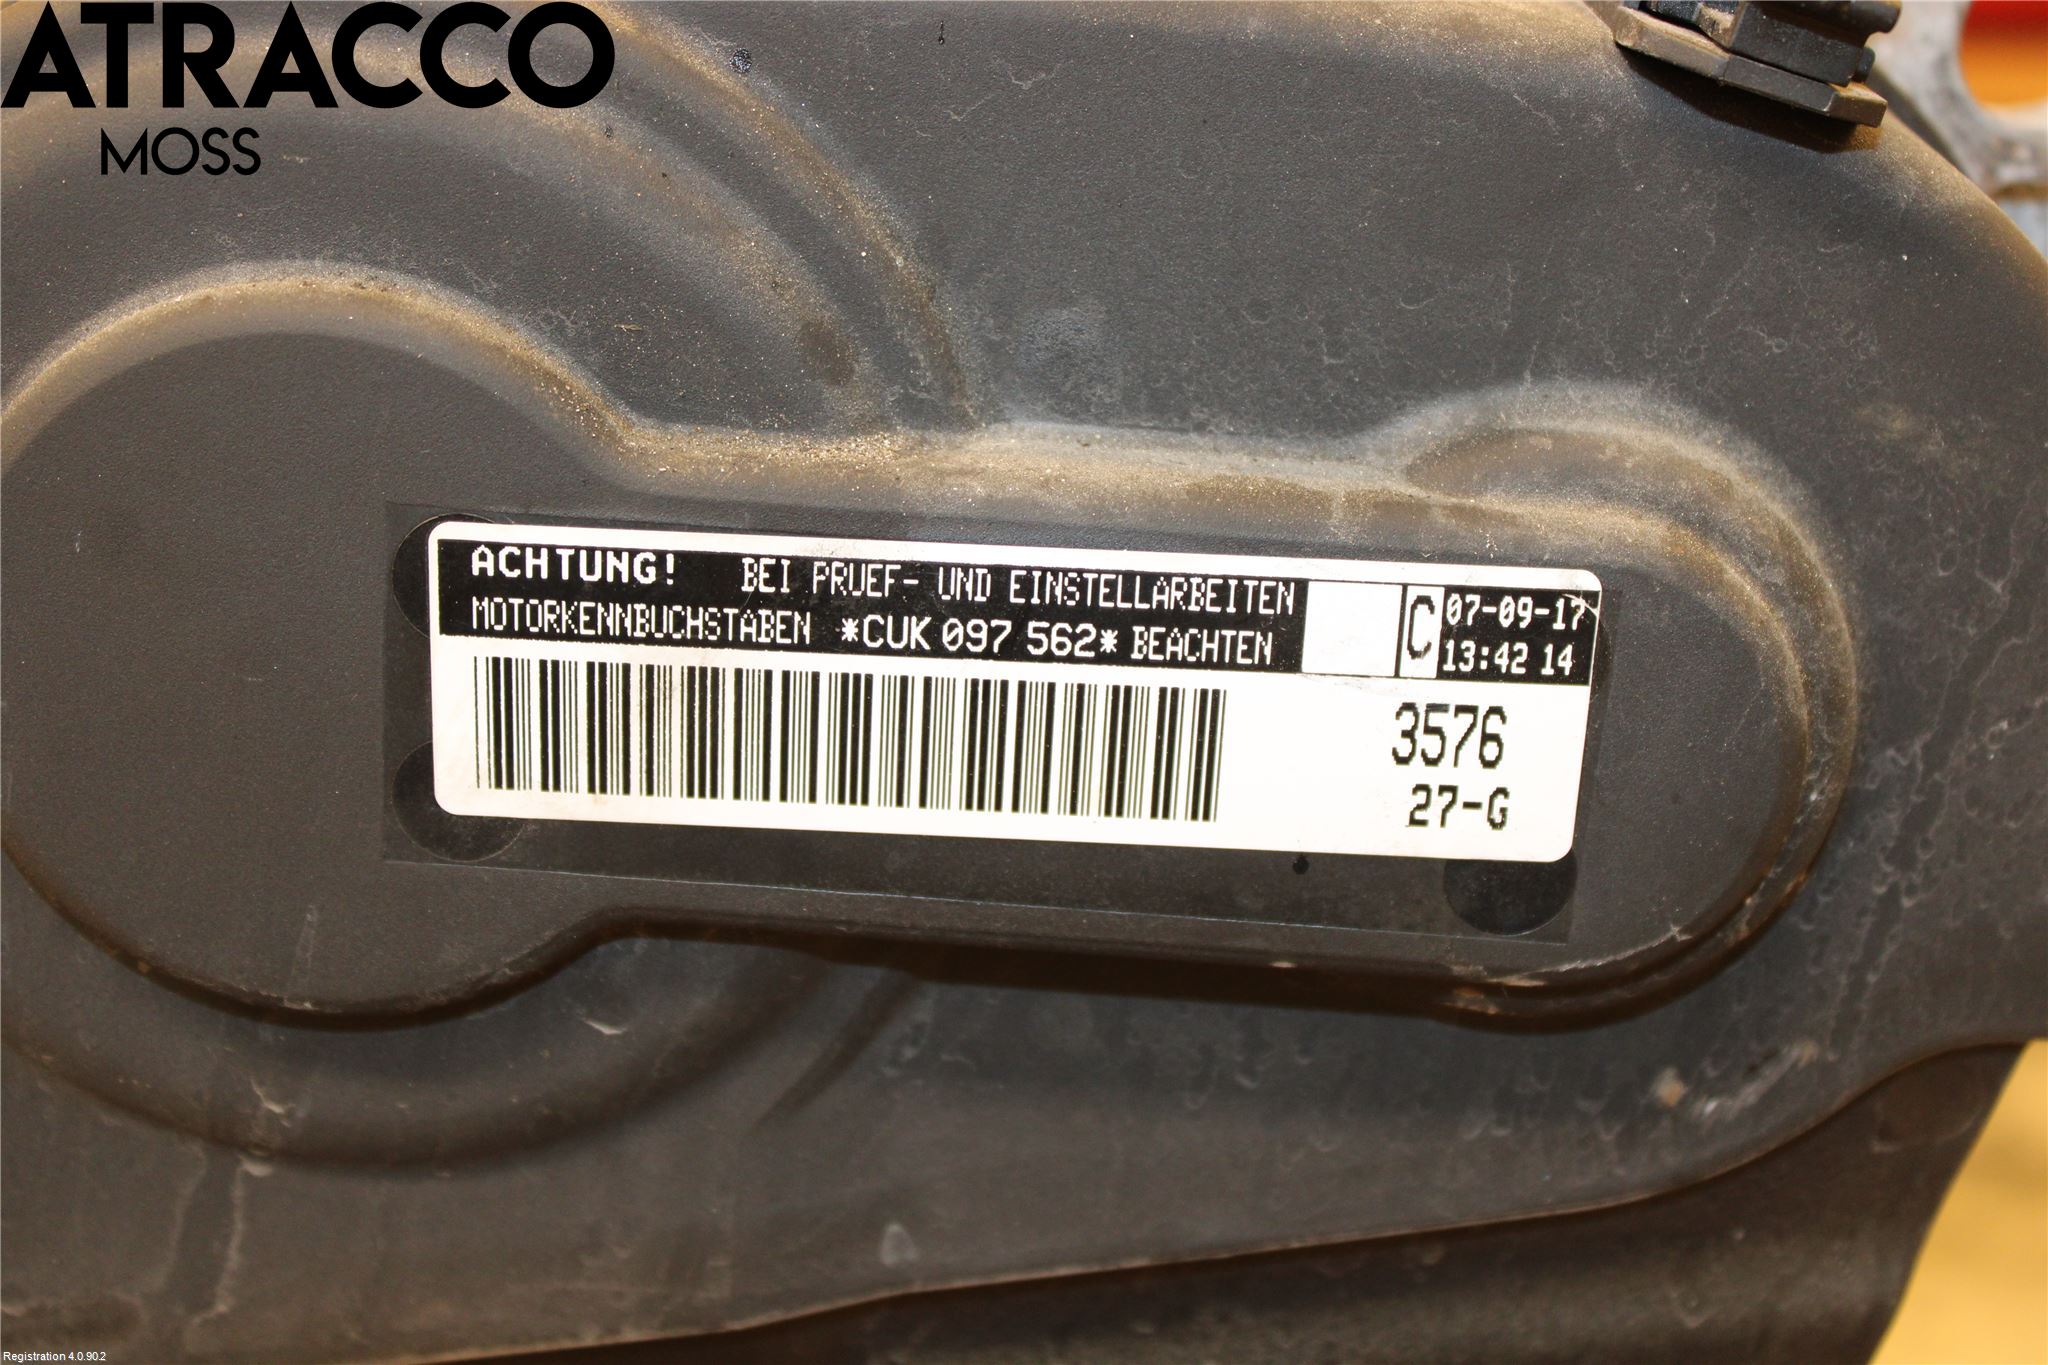 ATRACCO
MOSS
ACHTUNG! BEI PRUEF- UND EINSTELLARBEITEN
MOTORKENNBUCHSTABEN *CUK 097 562* BEACHTEN
C
07-09-17
13:42 14
3576
27-G
Registration 4.0.90.2